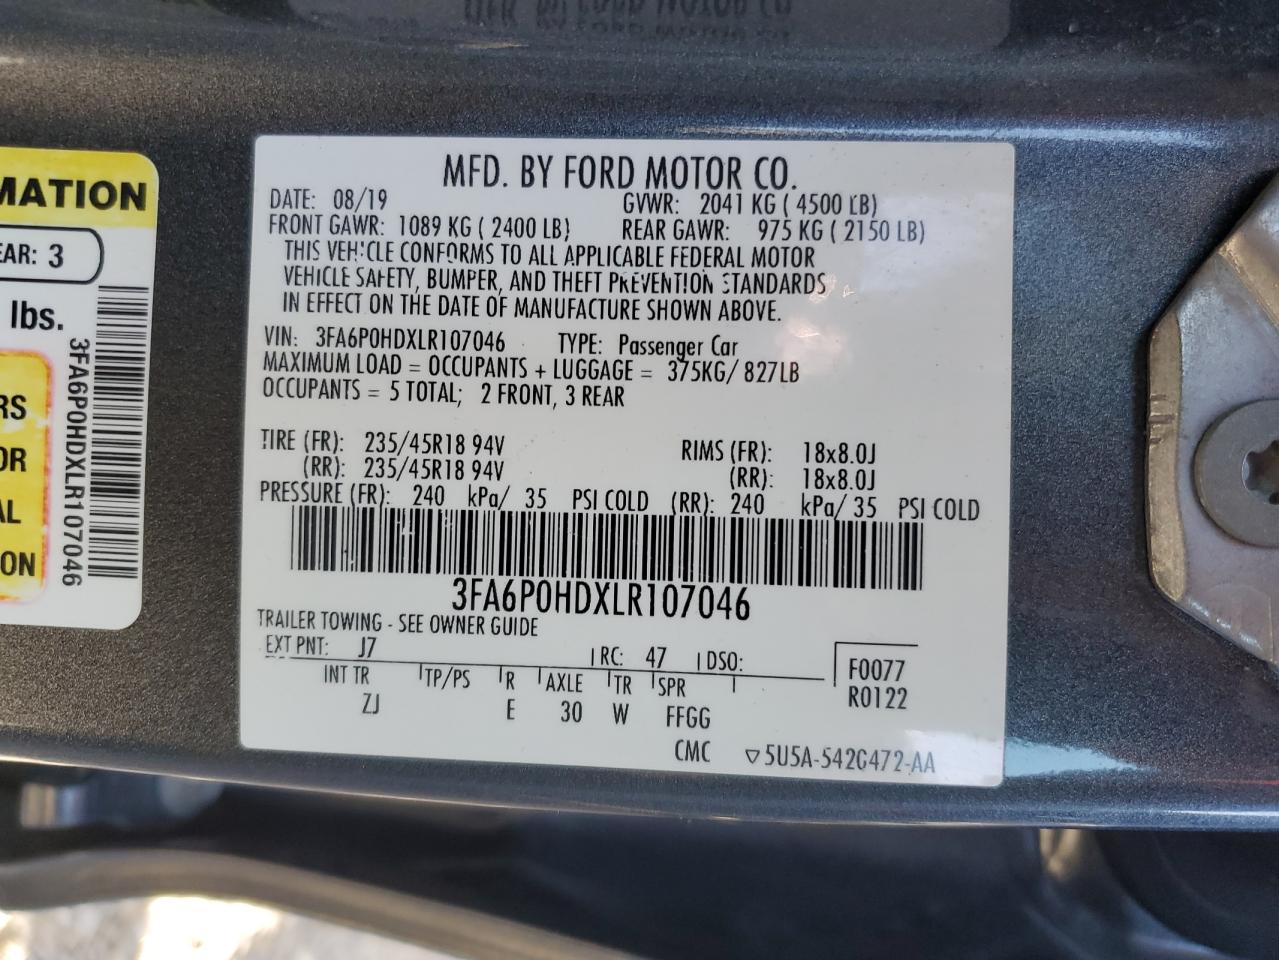 MATION
EAR: 3
lbs.
RS
OR
AL
ON
3FA6P0HDXLR107046
MFD. BY FORD MOTOR CO.
DATE: 08/19 GVWR: 2041 KG ( 4500 LB)
FRONT GAWR: 1089 KG ( 2400 LB) REAR GAWR: 975 KG ( 2150 LB)
THIS VEHICLE CONFORMS TO ALL APPLICABLE FEDERAL MOTOR
VEHICLE SAFETY, BUMPER, AND THEFT PREVENTION STANDARDS
IN EFFECT ON THE DATE OF MANUFACTURE SHOWN ABOVE.
VIN: 3FA6P0HDXLR107046 TYPE: Passenger Car
MAXIMUM LOAD = OCCUPANTS + LUGGAGE = 375KG/ 827LB
OCCUPANTS = 5 TOTAL; 2 FRONT, 3 REAR
TIRE (FR): 235/45R18 94V RIMS (FR): 18x8.0J
(RR): 235/45R18 94V (RR): 18x8.0J
PRESSURE (FR): 240 kPa/ 35 PSI COLD (RR): 240 kPa/ 35 PSI COLD
3FA6P0HDXLR107046
TRAILER TOWING - SEE OWNER GUIDE
EXT PNT: J7 RC: 47 DSO:
INT TR TP/PS R AXLE TR SPR
ZJ E 30 W FFGG
F0077
R0122
CMC ▽5U5A-542C472-AA